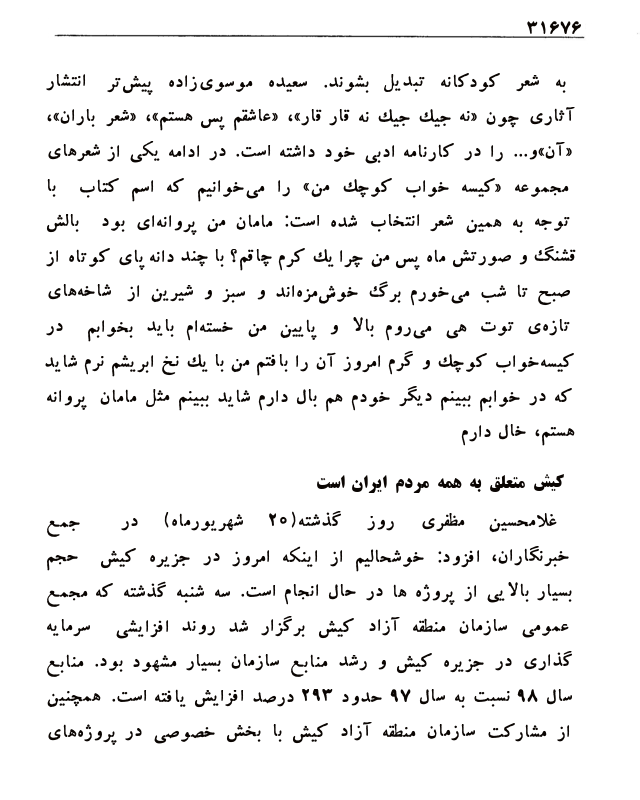 ۳۱۶۷۶
به شعر کودکانه تبدیل بشوند. سعیده موسوی‌زاده پیش‌تر انتشار
آثاری چون «نه جیك جیك نه قار قار»، «عاشقم پس هستم»، «شعر باران»،
«آن»و... را در کارنامه ادبی خود داشته است. در ادامه یکی از شعرهای
مجموعه «کیسه خواب کوچك من» را می‌خوانیم که اسم کتاب با
توجه به همین شعر انتخاب شده است: مامان من پروانه‌ای بود بالش
قشنگ و صورتش ماه پس من چرا یك کرم چاقم؟ با چند دانه پای کوتاه از
صبح تا شب می‌خورم برگ خوش‌مزه‌اند و سبز و شیرین از شاخه‌های
تازه‌ی توت هی می‌روم بالا و پایین من خسته‌ام باید بخوابم در
کیسه‌خواب کوچك و گرم امروز آن را بافتم من با یك نخ ابریشم نرم شاید
که در خوابم ببینم دیگر خودم هم بال دارم شاید ببینم مثل مامان پروانه
هستم، خال دارم
کیش متعلق به همه مردم ایران است
غلامحسین مظفری روز گذشته(۲۰ شهریورماه) در جمع
خبرنگاران، افزود: خوشحالیم از اینکه امروز در جزیره کیش حجم
بسیار بالایی از پروژه ها در حال انجام است. سه شنبه گذشته که مجمع
عمومی سازمان منطقه آزاد کیش برگزار شد روند افزایشی سرمایه
گذاری در جزیره کیش و رشد منابع سازمان بسیار مشهود بود. منابع
سال ۹۸ نسبت به سال ۹۷ حدود ۲۹۳ درصد افزایش یافته است. همچنین
از مشارکت سازمان منطقه آزاد کیش با بخش خصوصی در پروژه‌های